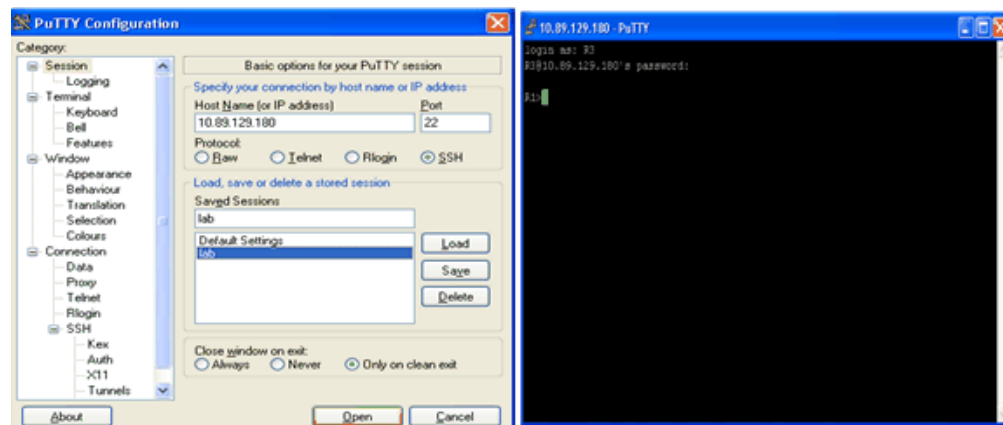 PuTTY Configuration
Category:
Session
Logging
Terminal
Keyboard
Bell
Features
Window
Appearance
Behaviour
Translation
Selection
Colours
Connection
Data
Proxy
Telnet
Rlogin
SSH
Kex
Auth
X11
Tunnels
Basic options for your PuTTY session
Specify your connection by host name or IP address
Host Name (or IP address) Port
10.89.129.180 22
Protocol:
Raw Telnet Rlogin SSH
Load, save or delete a stored session
Saved Sessions
lab
Default Settings
lab
Load
Save
Delete
Close window on exit:
Always Never Only on clean exit
About Open Cancel
10.89.129.180 - PuTTY
login as: R3
R3@10.89.129.180's password:
R1>